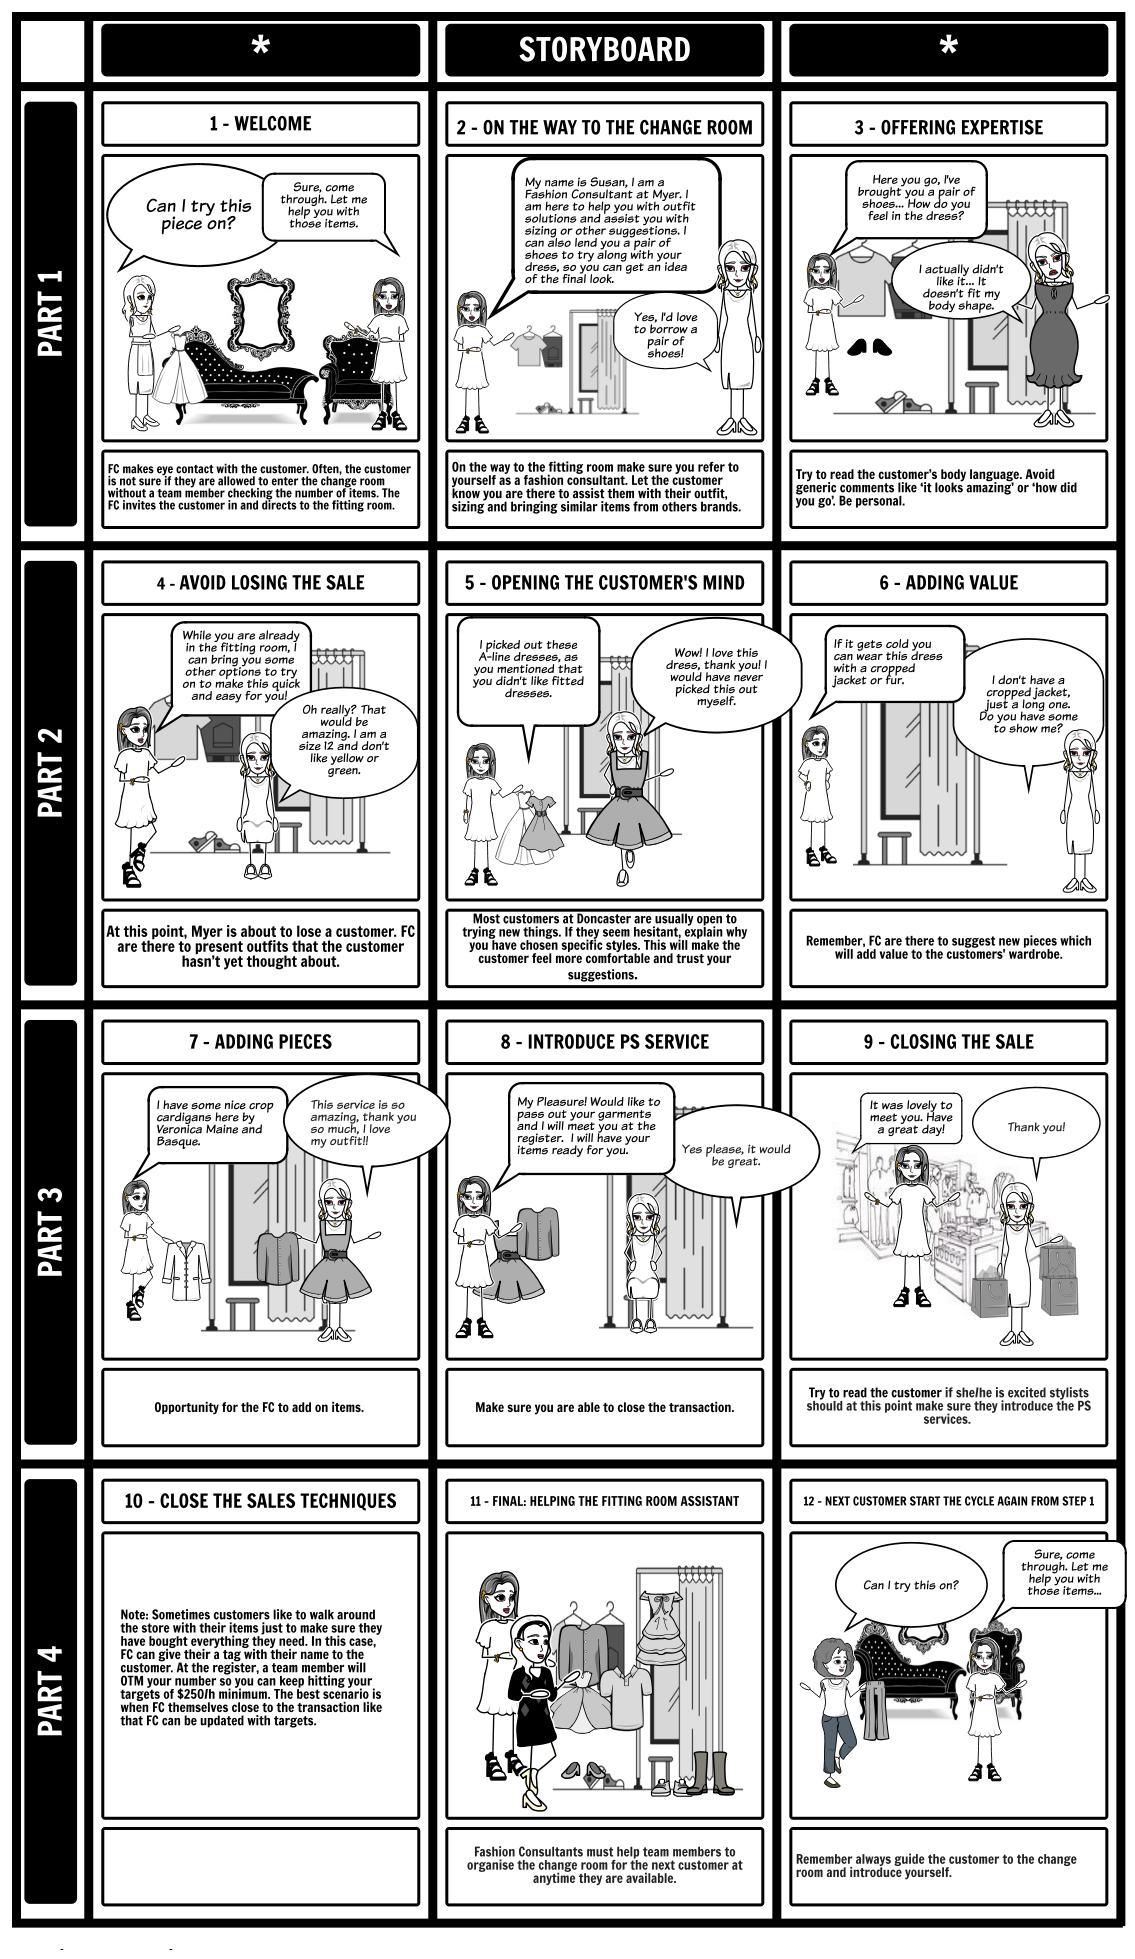 *
STORYBOARD
*
PART 1
1 - WELCOME
Can I try this
piece on?
Sure, come
through. Let me
help you with
those items.
FC makes eye contact with the customer. Often, the customer
is not sure if they are allowed to enter the change room
without a team member checking the number of items. The
FC invites the customer in and directs to the fitting room.
2 - ON THE WAY TO THE CHANGE ROOM
My name is Susan, I am a
Fashion Consultant at Myer. I
am here to help you with outfit
solutions and assist you with
sizing or other suggestions. I
can also lend you a pair of
shoes to try along with your
dress, so you can get an idea
of the final look.
Yes, I'd love
to borrow a
pair of
shoes!
On the way to the fitting room make sure you refer to
yourself as a fashion consultant. Let the customer
know you are there to assist them with their outfit,
sizing and bringing similar items from others brands.
3 - OFFERING EXPERTISE
Here you go, I've
brought you a pair of
shoes... How do you
feel in the dress?
I actually didn't
like it... It
doesn't fit my
body shape.
Try to read the customer's body language. Avoid
generic comments like 'it looks amazing' or 'how did
you go'. Be personal.
PART 2
4 - AVOID LOSING THE SALE
While you are already
in the fitting room, I
can bring you some
other options to try
on to make this quick
and easy for you!
Oh really? That
would be
amazing. I am a
size 12 and don't
like yellow or
green.
At this point, Myer is about to lose a customer. FC
are there to present outfits that the customer
hasn't yet thought about.
5 - OPENING THE CUSTOMER'S MIND
I picked out these
A-line dresses, as
you mentioned that
you didn't like fitted
dresses.
Wow! I love this
dress, thank you! I
would have never
picked this out
myself.
Most customers at Doncaster are usually open to
trying new things. If they seem hesitant, explain why
you have chosen specific styles. This will make the
customer feel more comfortable and trust your
suggestions.
6 - ADDING VALUE
If it gets cold you
can wear this dress
with a cropped
jacket or fur.
I don't have a
cropped jacket,
just a long one.
Do you have some
to show me?
Remember, FC are there to suggest new pieces which
will add value to the customers' wardrobe.
PART 3
7 - ADDING PIECES
I have some nice crop
cardigans here by
Veronica Maine and
Basque.
This service is so
amazing, thank you
so much, I love
my outfit!!
Opportunity for the FC to add on items.
8 - INTRODUCE PS SERVICE
My Pleasure! Would like to
pass out your garments
and I will meet you at the
register. I will have your
items ready for you.
Yes please, it would
be great.
Make sure you are able to close the transaction.
9 - CLOSING THE SALE
It was lovely to
meet you. Have
a great day!
Thank you!
Try to read the customer if she/he is excited stylists
should at this point make sure they introduce the PS
services.
PART 4
10 - CLOSE THE SALES TECHNIQUES
Note: Sometimes customers like to walk around
the store with their items just to make sure they
have bought everything they need. In this case,
FC can give their a tag with their name to the
customer. At the register, a team member will
OTM your number so you can keep hitting your
targets of $250/h minimum. The best scenario is
when FC themselves close to the transaction like
that FC can be updated with targets.
11 - FINAL: HELPING THE FITTING ROOM ASSISTANT
Fashion Consultants must help team members to
organise the change room for the next customer at
anytime they are available.
12 - NEXT CUSTOMER START THE CYCLE AGAIN FROM STEP 1
Can I try this on?
Sure, come
through. Let me
help you with
those items...
Remember always guide the customer to the change
room and introduce yourself.